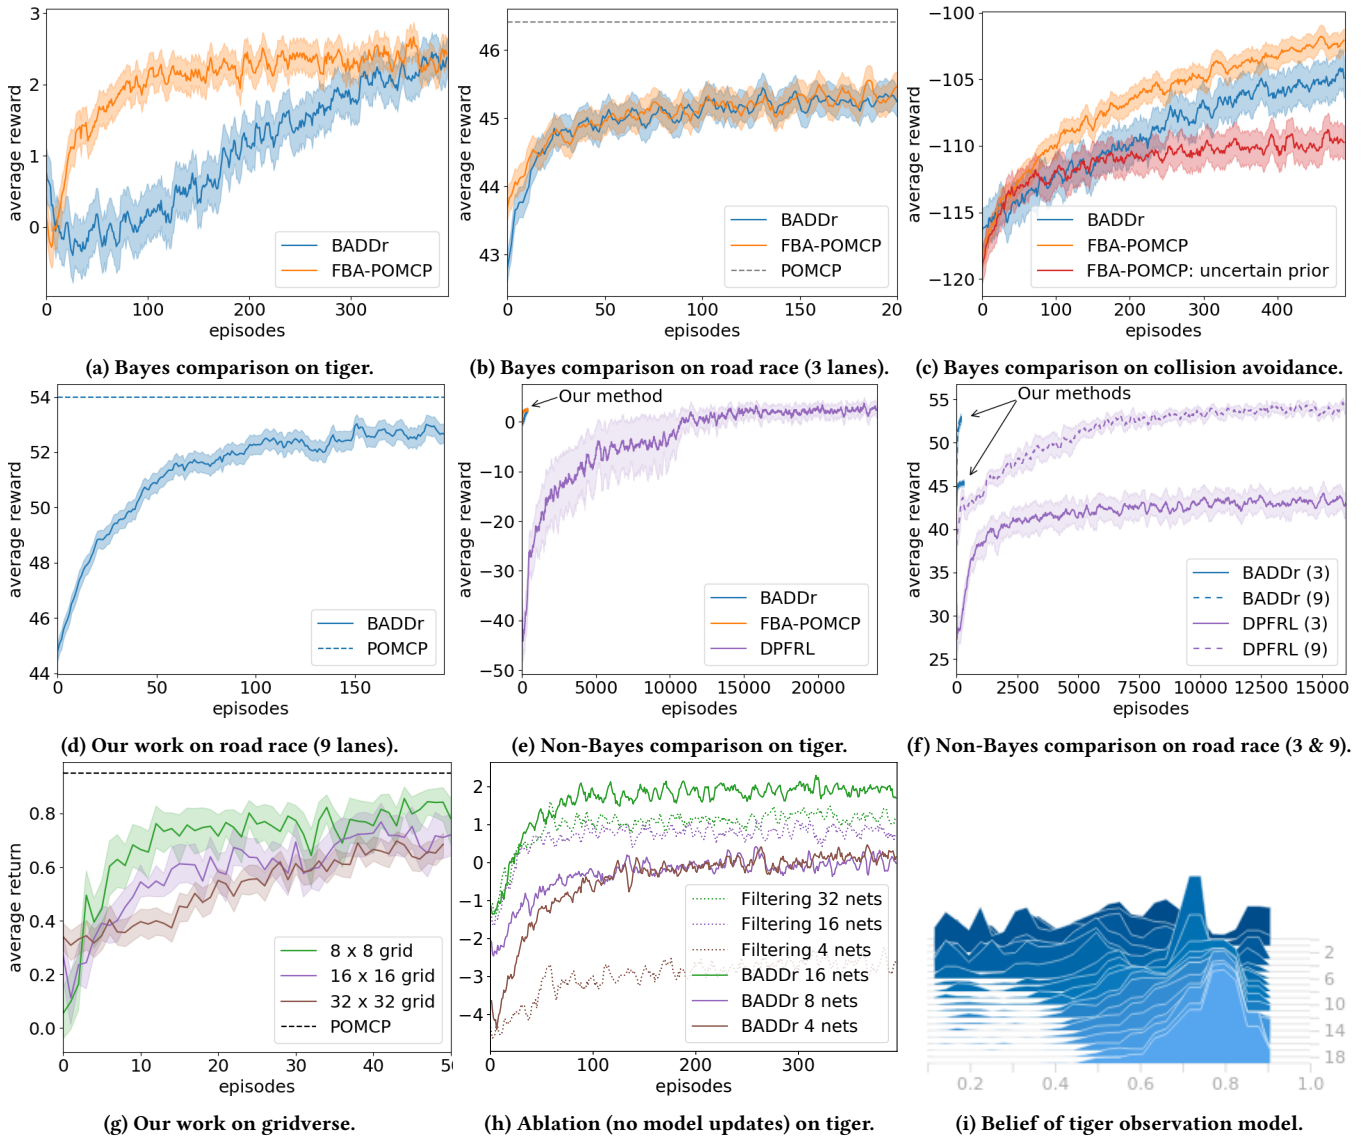 3
2
1
0
average reward
0
100
200
300
episodes
BADDr
FBA-POMCP
(a) Bayes comparison on tiger.
46
45
44
43
average reward
0
50
100
150
20
episodes
BADDr
FBA-POMCP
POMCP
(b) Bayes comparison on road race (3 lanes).
−100
−105
−110
−115
−120
average reward
0
100
200
300
400
episodes
BADDr
FBA-POMCP
FBA-POMCP: uncertain prior
(c) Bayes comparison on collision avoidance.
54
52
50
48
46
44
average reward
0
50
100
150
episodes
BADDr
POMCP
(d) Our work on road race (9 lanes).
Our method
0
−10
−20
−30
−40
−50
average reward
0
5000
10000
15000
20000
episodes
BADDr
FBA-POMCP
DPFRL
(e) Non-Bayes comparison on tiger.
Our methods
55
50
45
40
35
30
25
average reward
0
2500
5000
7500
10000
12500
15000
episodes
BADDr (3)
BADDr (9)
DPFRL (3)
DPFRL (9)
(f) Non-Bayes comparison on road race (3 & 9).
0.8
0.6
0.4
0.2
0.0
average return
0
10
20
30
40
50
episodes
8 x 8 grid
16 x 16 grid
32 x 32 grid
POMCP
(g) Our work on gridverse.
2
1
0
−1
−2
−3
−4
0
100
200
300
episodes
Filtering 32 nets
Filtering 16 nets
Filtering 4 nets
BADDr 16 nets
BADDr 8 nets
BADDr 4 nets
(h) Ablation (no model updates) on tiger.
2
6
10
14
18
0.2
0.4
0.6
0.8
1.0
(i) Belief of tiger observation model.